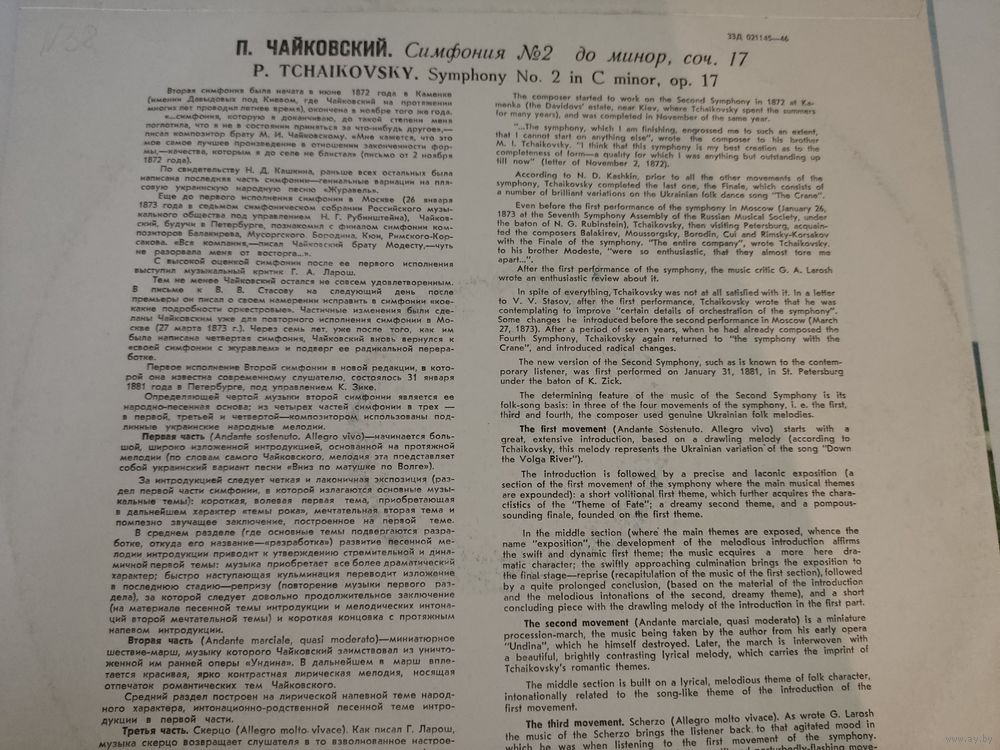 33Д 021145—46
П. ЧАЙКОВСКИЙ. Симфония №2 до минор, соч. 17
P. TCHAIKOVSKY. Symphony No. 2 in C minor, op. 17
Вторая симфония была начата в июне 1872 года в Каменке
(имении Давыдовых под Киевом, где Чайковский на протяжении
многих лет проводил летнее время), окончена в ноябре того же года.
«...симфония, которую я доканчиваю, до такой степени меня
поглотила, что я не в состоянии приняться за что-нибудь другое»,—
писал композитор брату М. И. Чайковскому. «Мне кажется, что это
мое самое лучшее произведение в отношении законченности фор-
мы,—качества, которым я до селе не блистал» (письмо от 2 ноября
1872 года).
По свидетельству Н. Д. Кашкина, раньше всех остальных была
написана последняя часть симфонии—гениальные вариации на пля-
совую украинскую народную песню «Журавель».
Еще до первого исполнения симфонии в Москве (26 января
1873 года в седьмом симфоническом собрании Российского музы-
кального общества под управлением Н. Г. Рубинштейна), Чайков-
ский, будучи в Петербурге, познакомил с финалом симфонии ком-
позиторов Балакирева, Мусоргского, Бородина, Кюи, Римского-Кор-
сакова. «Вся компания,—писал Чайковский брату Модесту,—чуть
не разорвала меня от восторга...».
С высокой оценкой симфонии после ее первого исполнения
выступил музыкальный критик Г. А. Ларош.
Тем не менее Чайковский остался не совсем удовлетворенным.
В письме к В. В. Стасову на следующий день после
премьеры он писал о своем намерении исправить в симфонии «кое-
какие подробности оркестровые». Частичные изменения были сде-
ланы Чайковским уже для повторного исполнения симфонии в Мо-
скве (27 марта 1873 г.). Через семь лет, уже после того, как им
была написана четвертая симфония, Чайковский вновь вернулся к
«своей симфонии с журавлем» и подверг ее радикальной перера-
ботке.
Первое исполнение Второй симфонии в новой редакции, в кото-
рой она известна современному слушателю, состоялось 31 января
1881 года в Петербурге, под управлением К. Зике.
Определяющей чертой музыки второй симфонии является ее
народно-песенная основа; из четырех частей симфонии в трех —
в первой, третьей и четвертой—композитором использованы под-
линные украинские народные мелодии.
Первая часть (Andante sostenuto. Allegro vivo)—начинается боль-
шой, широко изложенной интродукцией, основанной на протяжной
мелодии (по словам самого Чайковского, мелодия эта представляет
собой украинский вариант песни «Вниз по матушке по Волге»).
За интродукцией следует четкая и лаконичная экспозиция (раз-
дел первой части симфонии, в которой излагаются основные музы-
кальные темы): короткая, волевая первая тема, приобретающая
в дальнейшем характер «темы рока», мечтательная вторая тема и
помпезно звучащее заключение, построенное на первой теме.
В среднем разделе (где основные темы подвергаются разра-
ботке, откуда его название—«разработка») развитие песенной ме-
лодии интродукции приводит к утверждению стремительной и дина-
мичной первой темы: музыка приобретает все более драматический
характер; быстро наступающая кульминация переводит изложение
в последнюю стадию—репризу (повторение музыки первого раз-
дела), за которой следует довольно продолжительное заключение
(на материале песенной темы интродукции и мелодических интона-
ций второй мечтательной темы) и короткая концовка с протяжным
напевом интродукции.
Вторая часть (Andante marciale, quasi moderato)—миниатюрное
шествие-марш, музыку которого Чайковский заимствовал из уничто-
женной им ранней оперы «Ундина». В дальнейшем в марш впле-
тается красивая, ярко контрастная лирическая мелодия, носящая
отпечаток романтических тем Чайковского.
Средний раздел построен на лирической напевной теме народ-
ного характера, интонационно-родственной песенной теме интро-
дукции в первой части.
Третья часть. Скерцо (Allegro molto vivace). Как писал Г. Ларош,
музыка скерцо возвращает слушателя в то взволнованное настрое-
The composer started to work on the Second Symphony in 1872 at Ka-
menka (the Davidovs' estate, near Kiev, where Tchaikovsky spent the summers
for many years), and was completed in November of the same year.
"...The symphony, which I am finishing, engrossed me to such an extent,
that I cannot start on anything else", wrote the composer to his brother
M. I. Tchaikovsky. "I think that this symphony is my best creation as to the
completeness of form—a quality for which I was anything but outstanding up
till now" (letter of November 2, 1872).
According to N. D. Kashkin, prior to all the other movements of the
symphony, Tchaikovsky completed the last one, the Finale, which consists of
a number of brilliant variations on the Ukrainian folk dance song "The Crane".
Even before the first performance of the symphony in Moscow (January 26,
1873 at the Seventh Symphony Assembly of the Russian Musical Society, under
the baton of N. G. Rubinstein), Tchaikovsky, then visiting Petersburg, acquain-
ted the composers Balakirev, Moussorgsky, Borodin, Cui and Rimsky-Korsakov
with the Finale of the symphony. "The entire company", wrote Tchaikovsky.
to his brother Modeste, "were so enthusiastic, that they almost tore me
apart...".
After the first performance of the symphony, the music critic G. A. Larosh
wrote an enthusiastic review about it.
In spite of everything, Tchaikovsky was not at all satisfied with it. In a letter
to V. V. Stasov, after the first performance, Tchaikovsky wrote that he was
contemplating to improve "certain details of orchestration of the symphony".
Some changes he introduced before the second performance in Moscow (March
27, 1873). After a period of seven years, when he had already composed the
Fourth Symphony, Tchaikovsky again returned to "the symphony with the
Crane", and introduced radical changes.
The new version of the Second Symphony, such as is known to the contem-
porary listener, was first performed on January 31, 1881, in St. Petersburg
under the baton of K. Zick.
The determining feature of the music of the Second Symphony is its
folk-song basis: in three of the four movements of the symphony, i. e. the first,
third and fourth, the composer used genuine Ukrainian folk melodies.
The first movement (Andante Sostenuto. Allegro vivo) starts with a
great, extensive introduction, based on a drawling melody (according to
Tchaikovsky, this melody represents the Ukrainian variation of the song "Down
the Volga River").
The introduction is followed by a precise and laconic exposition (a
section of the first movement of the symphony where the main musical themes
are expounded): a short volitional first theme, which further acquires the chara-
ctistics of the "Theme of Fate"; a dreamy second theme, and a pompous-
sounding finale, founded on the first theme.
In the middle section (where the main themes are exposed, whence the
name "exposition", the development of the melodious introduction affirms
the swift and dynamic first theme; the music ecquires a more here dra-
matic character; the swiftly approaching culmination brings the exposition to
the final stage—reprise (recapitulation of the music of the first section), followed
by a quite prolonged conclusion, (based on the material of the introduction
and the melodious intonations of the second, dreamy theme), and a short
concluding piece with the drawling melody of the introduction in the first part.
The second movement (Andante marciale, quasi moderato) is a miniature
procession-march, the music being taken by the author from his early opera
"Undina", which he himself destroyed. Later, the march is interwoven with
a beautiful, brightly contrasting lyrical melody, which carries the imprint of
Tchaikovsky's romantic themes.
The middle section is built on a lyrical, melodious theme of folk character,
intonationally related to the song-like theme of the introduction of the
first movement.
The third movement. Scherzo (Allegro molto vivace). As wrote G. Larosh
the music of the Scherzo brings the listener back to that agitated mood in
which he was when listening to the first movement of the symphony.
www.ay.by